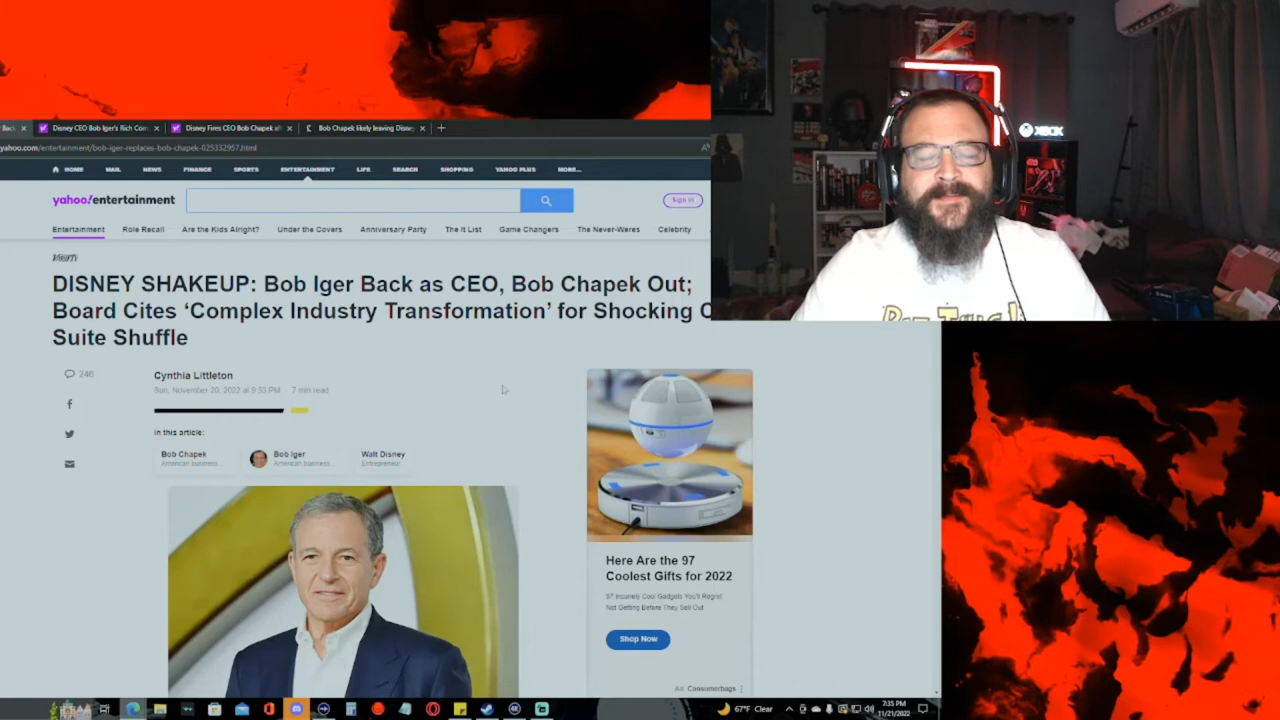 Disney CEO Bob Iger's Rich Com
Disney Fires CEO Bob Chapek af
Bob Chapek likely leaving Disney
yahoo.com/entertainment/bob-iger-replaces-bob-chapek-025332957.html
HOME MAIL NEWS FINANCE SPORTS ENTERTAINMENT LIFE SEARCH SHOPPING YAHOO PLUS MORE...
yahoo!entertainment
Sign in
Entertainment Role Recall Are the Kids Alright? Under the Covers Anniversary Party The It List Game Changers The Never-Weres Celebrity
XBOX
Variety
DISNEY SHAKEUP: Bob Iger Back as CEO, Bob Chapek Out;
Board Cites ‘Complex Industry Transformation’ for Shocking C
Suite Shuffle
246
Cynthia Littleton
Sun, November 20, 2022 at 9:53 PM · 7 min read
In this article:
Bob Chapek
American business...
Bob Iger
American business...
Walt Disney
Entrepreneur
Here Are the 97
Coolest Gifts for 2022
97 Insanely Cool Gadgets You'll Regret
Not Getting Before They Sell Out
Shop Now
Ad Consumerbags
67°F Clear
7:35 PM
11/21/2022